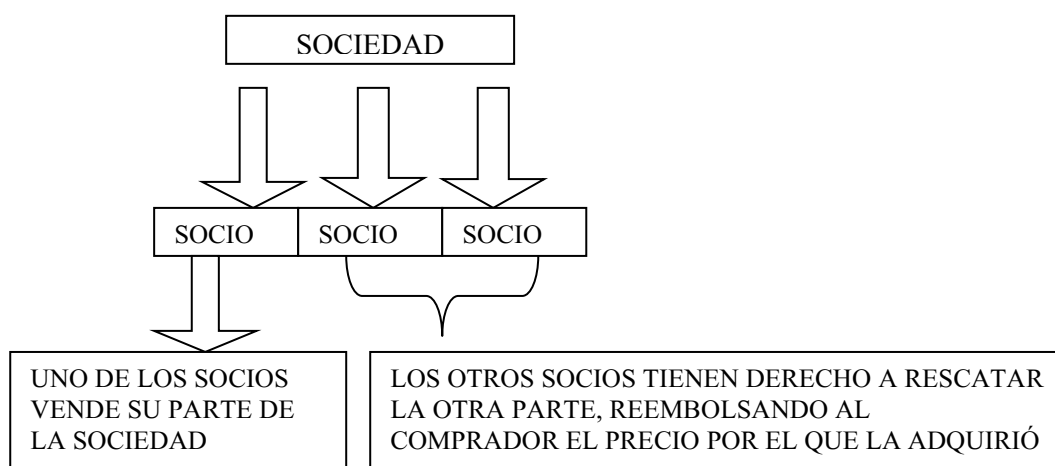 SOCIEDAD
SOCIO SOCIO SOCIO
UNO DE LOS SOCIOS
VENDE SU PARTE DE
LA SOCIEDAD
LOS OTROS SOCIOS TIENEN DERECHO A RESCATAR
LA OTRA PARTE, REEMBOLSANDO AL
COMPRADOR EL PRECIO POR EL QUE LA ADQUIRIÓ